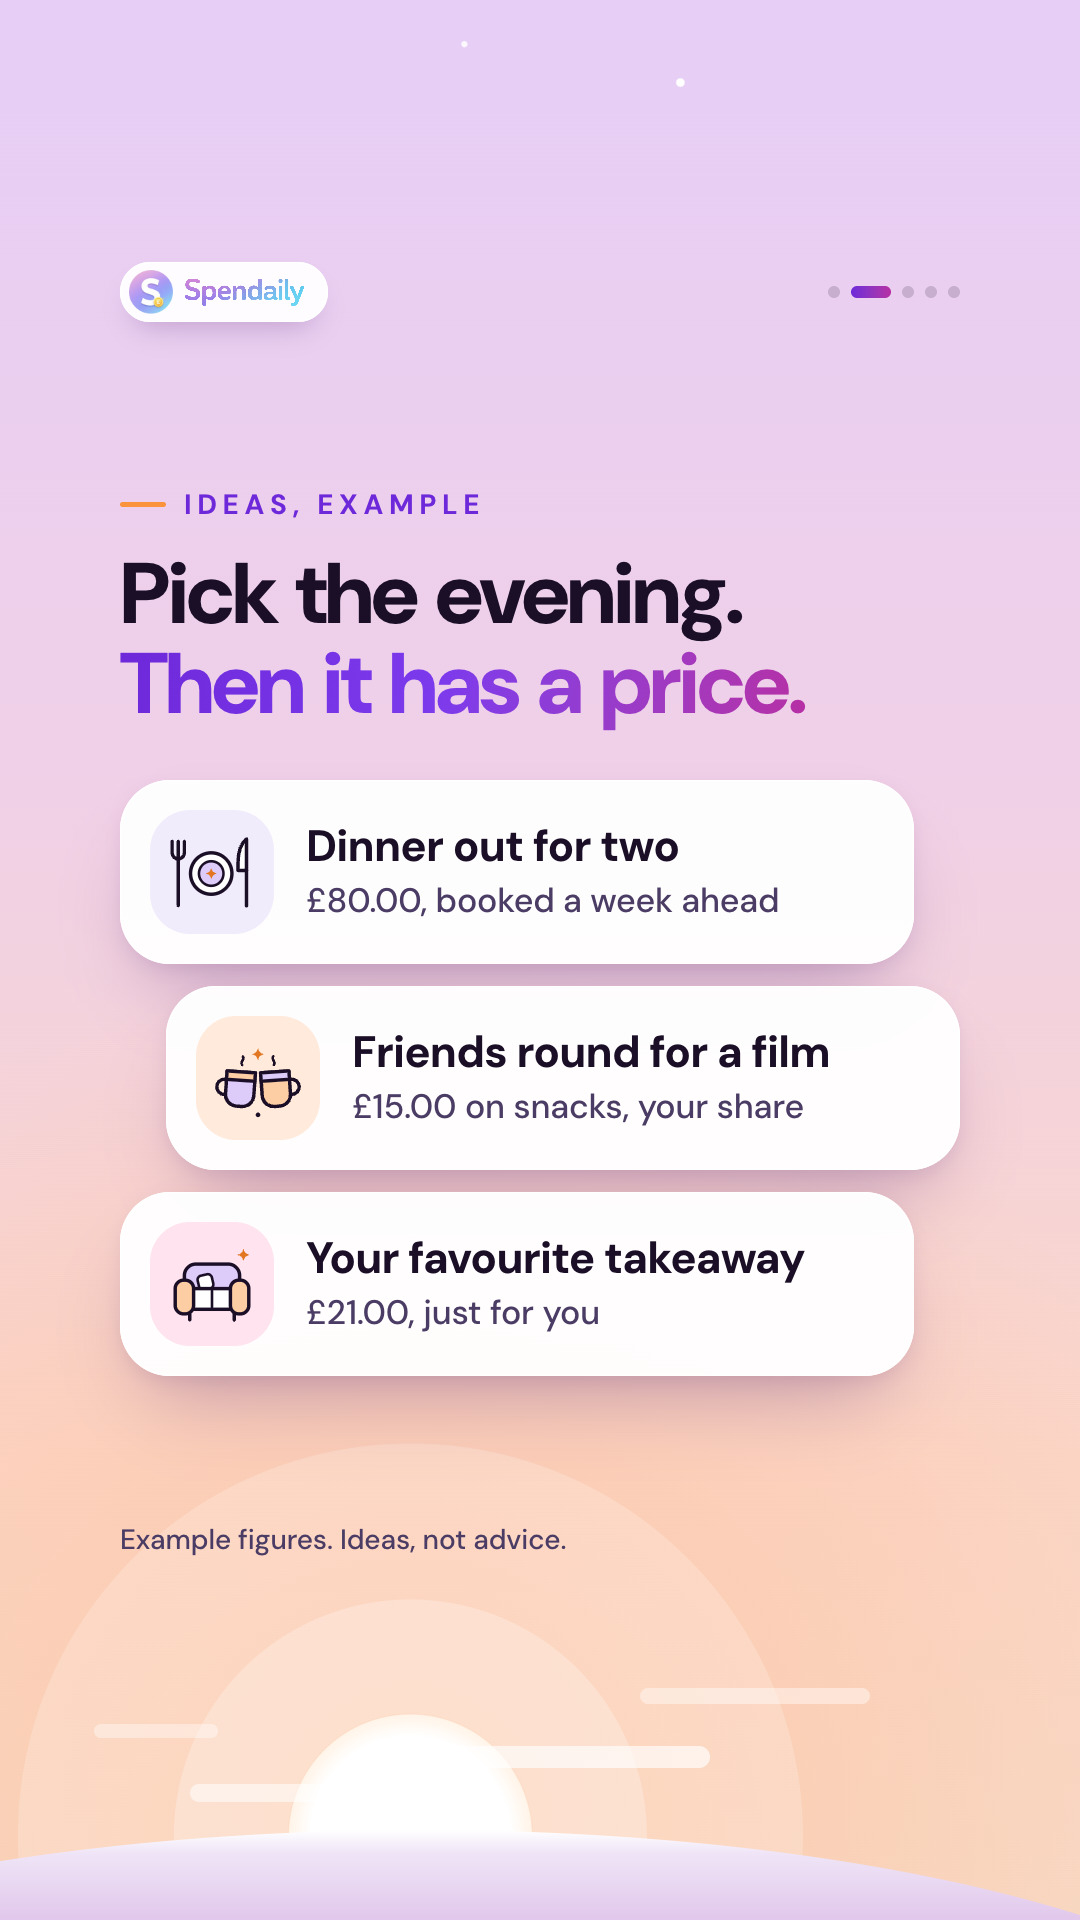 Spendaily
IDEAS, EXAMPLE
Pick the evening.
Then it has a price.
Dinner out for two
£80.00, booked a week ahead
Friends round for a film
£15.00 on snacks, your share
Your favourite takeaway
£21.00, just for you
Example figures. Ideas, not advice.